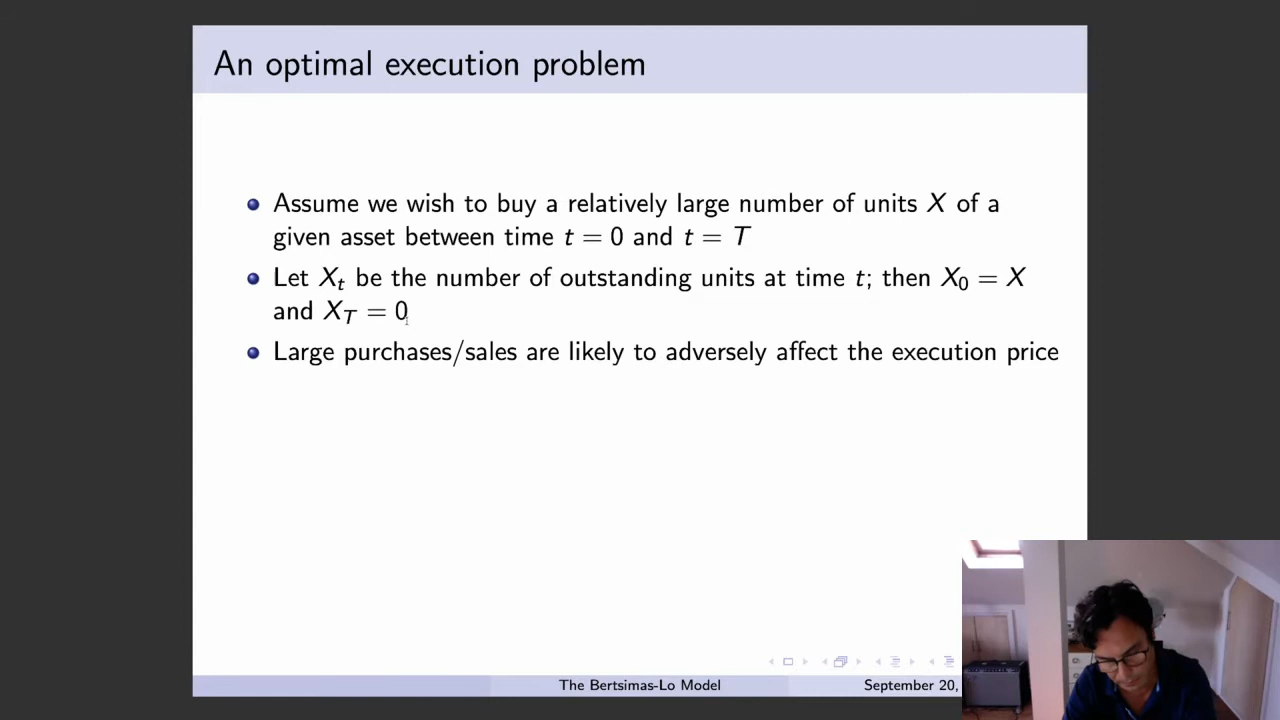 An optimal execution problem
Assume we wish to buy a relatively large number of units X of a
given asset between time t = 0 and t = T
Let Xₜ be the number of outstanding units at time t; then X₀ = X
and X_T = 0
Large purchases/sales are likely to adversely affect the execution price
The Bertsimas-Lo Model
September 20,